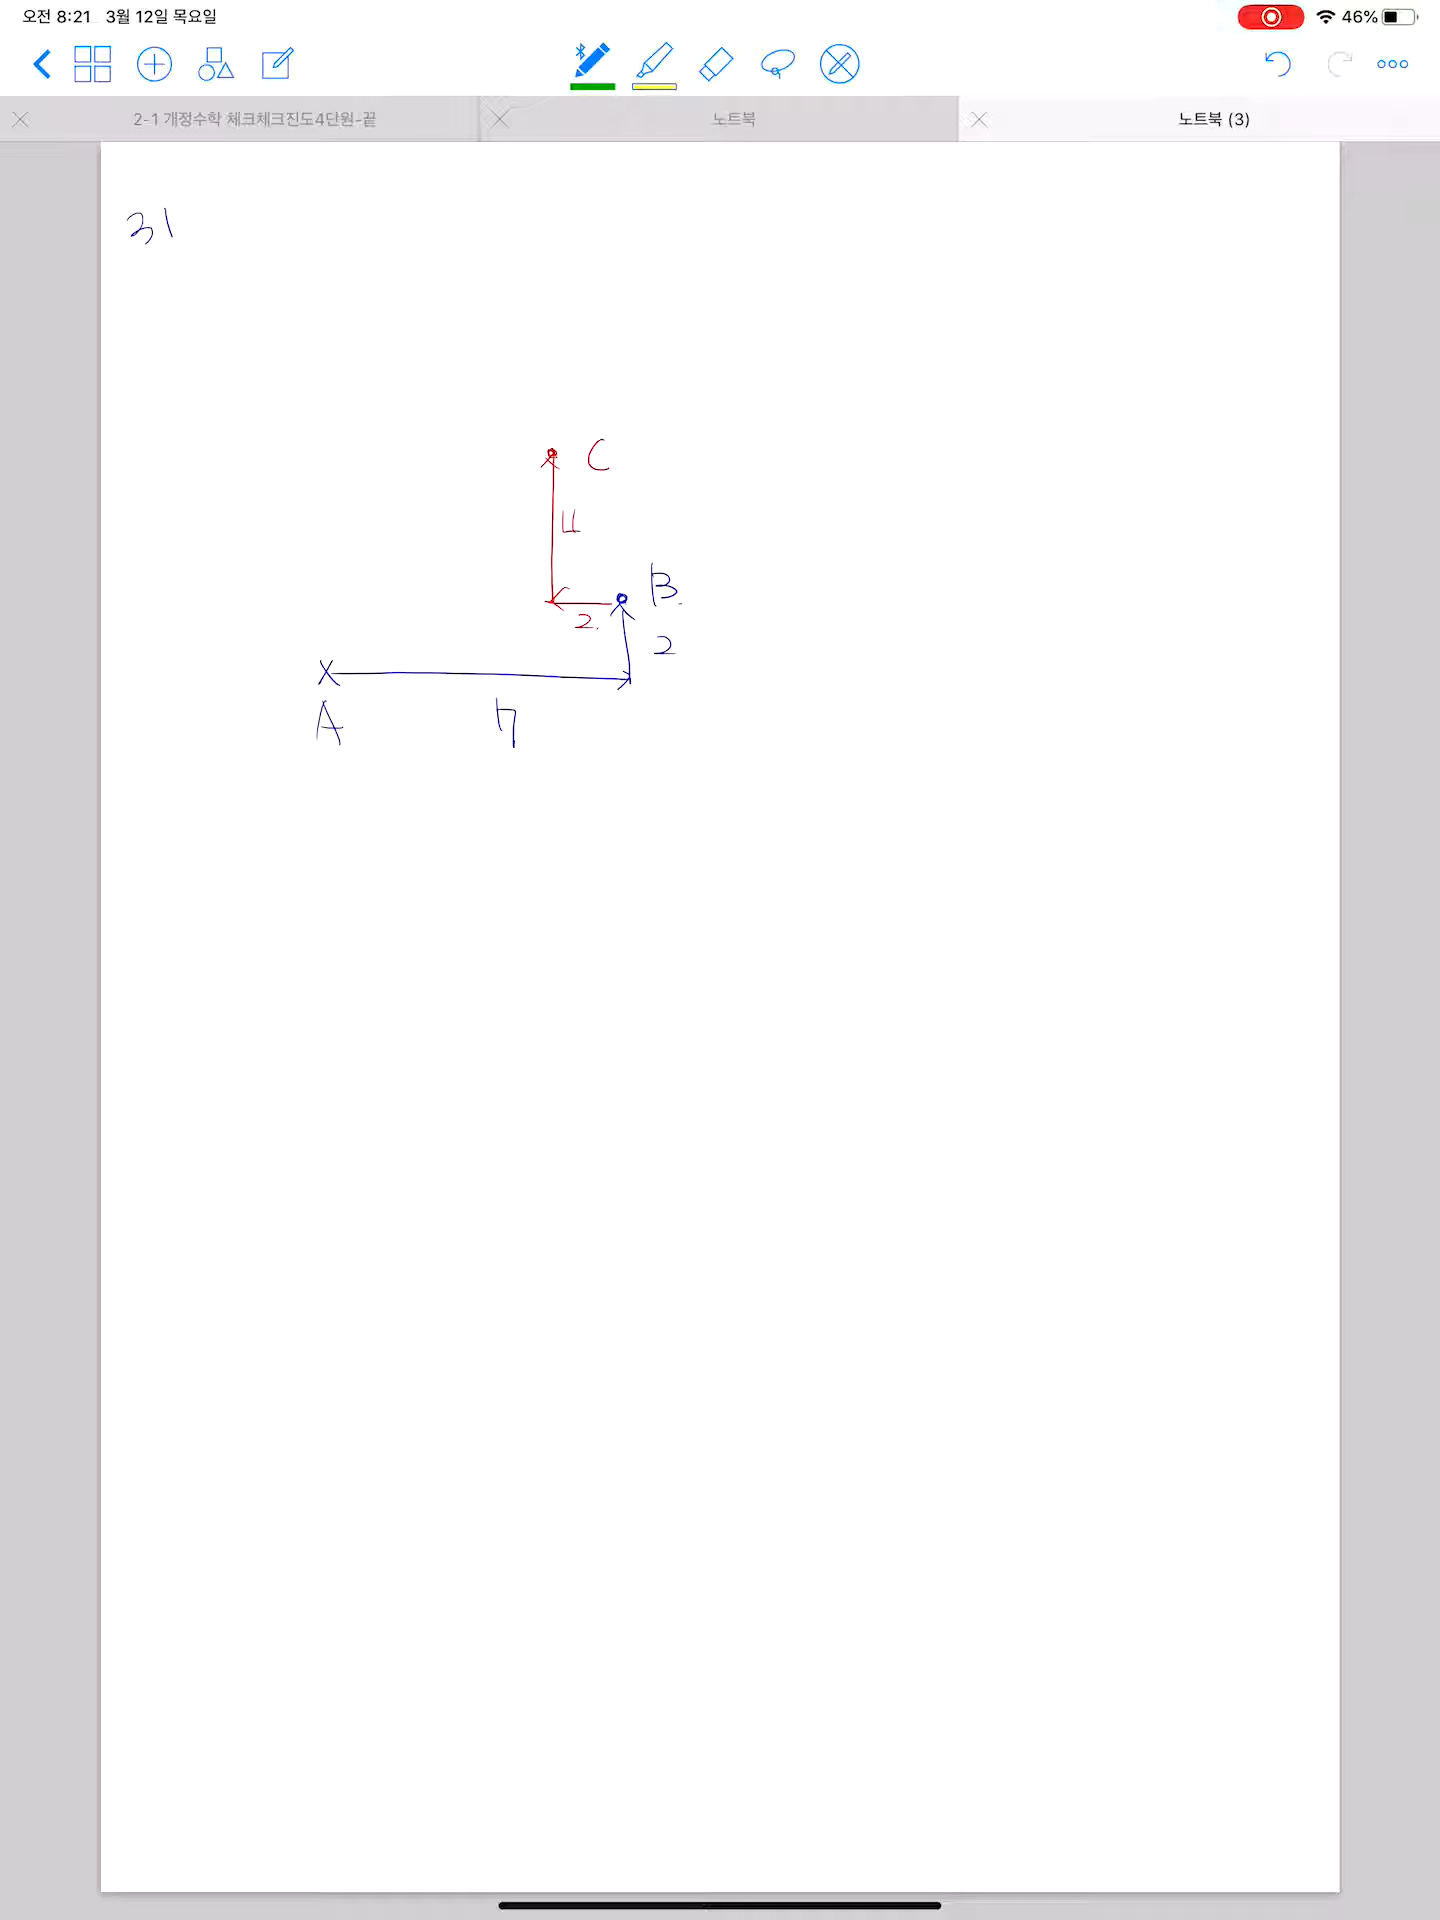 오전 8:21 3월 12일 목요일
46%
2-1 개정수학 체크체크진도4단원-끝
노트북
노트북 (3)
31
C
4
B.
2.
2
A
7